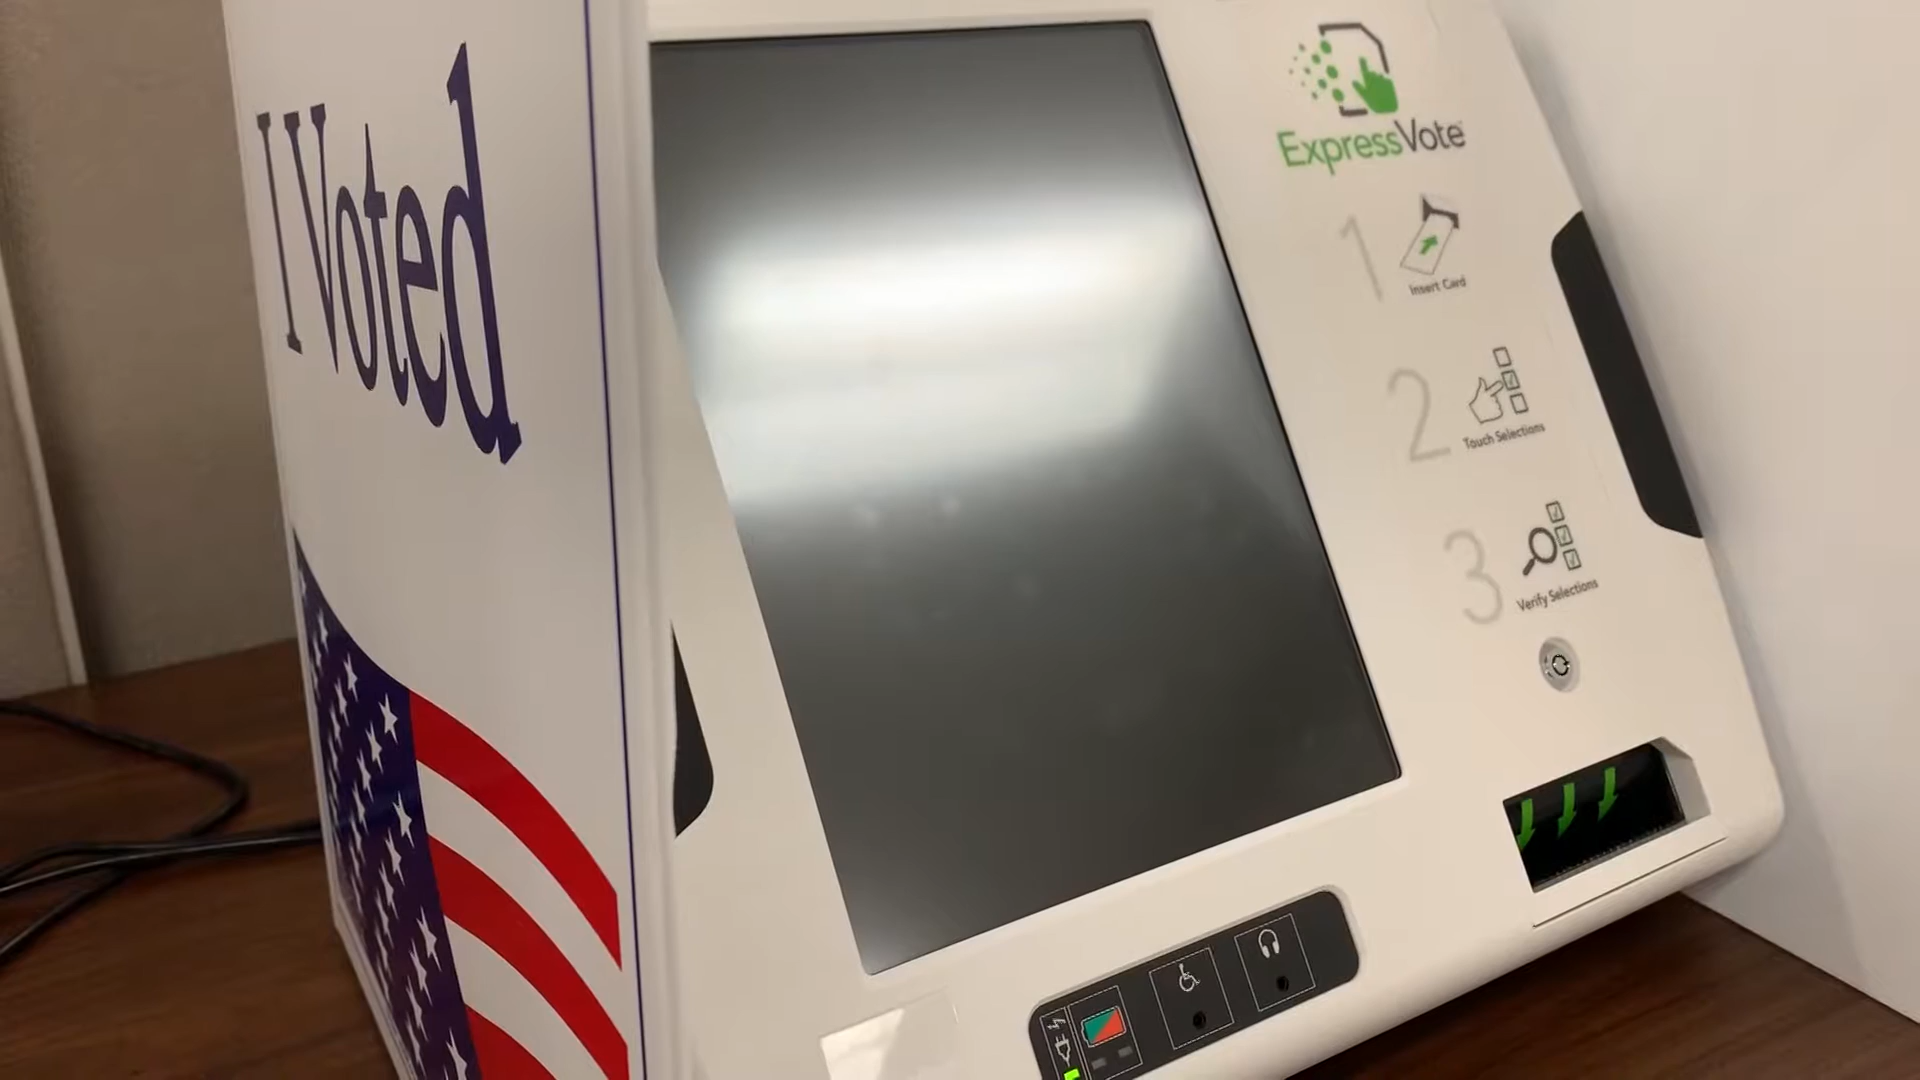 I Voted
ExpressVote
1
Insert Card
2
Touch Selections
3
Verify Selections